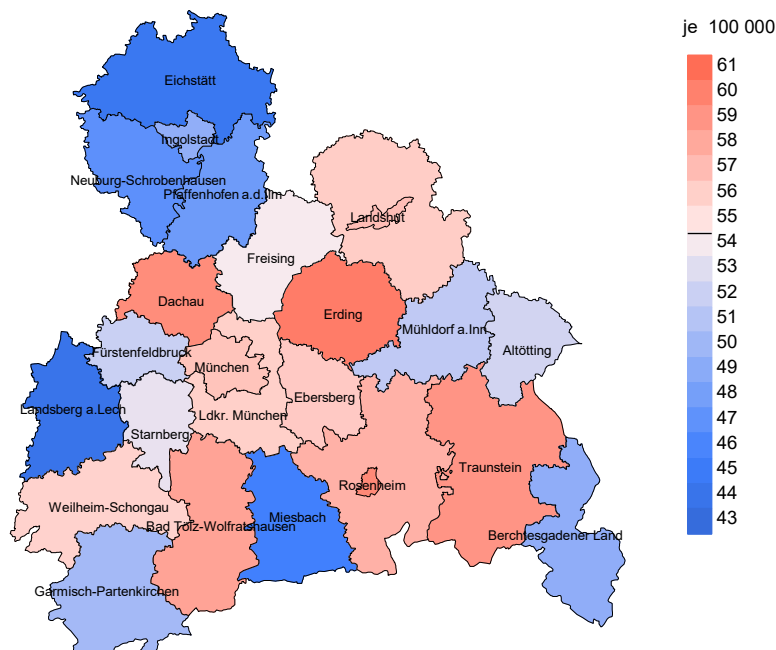 je 100 000
61
60
59
58
57
56
55
54
53
52
51
50
49
48
47
46
45
44
43
Eichstätt
Ingolstadt
Neuburg-Schrobenhausen
Pfaffenhofen a.d.Ilm
Landshut
Freising
Dachau
Erding
Mühldorf a.Inn
Altötting
Fürstenfeldbruck
München
Ebersberg
Landsberg a.Lech
Ldkr. München
Starnberg
Traunstein
Rosenheim
Weilheim-Schongau
Miesbach
Bad Tölz-Wolfratshausen
Berchtesgadener Land
Garmisch-Partenkirchen